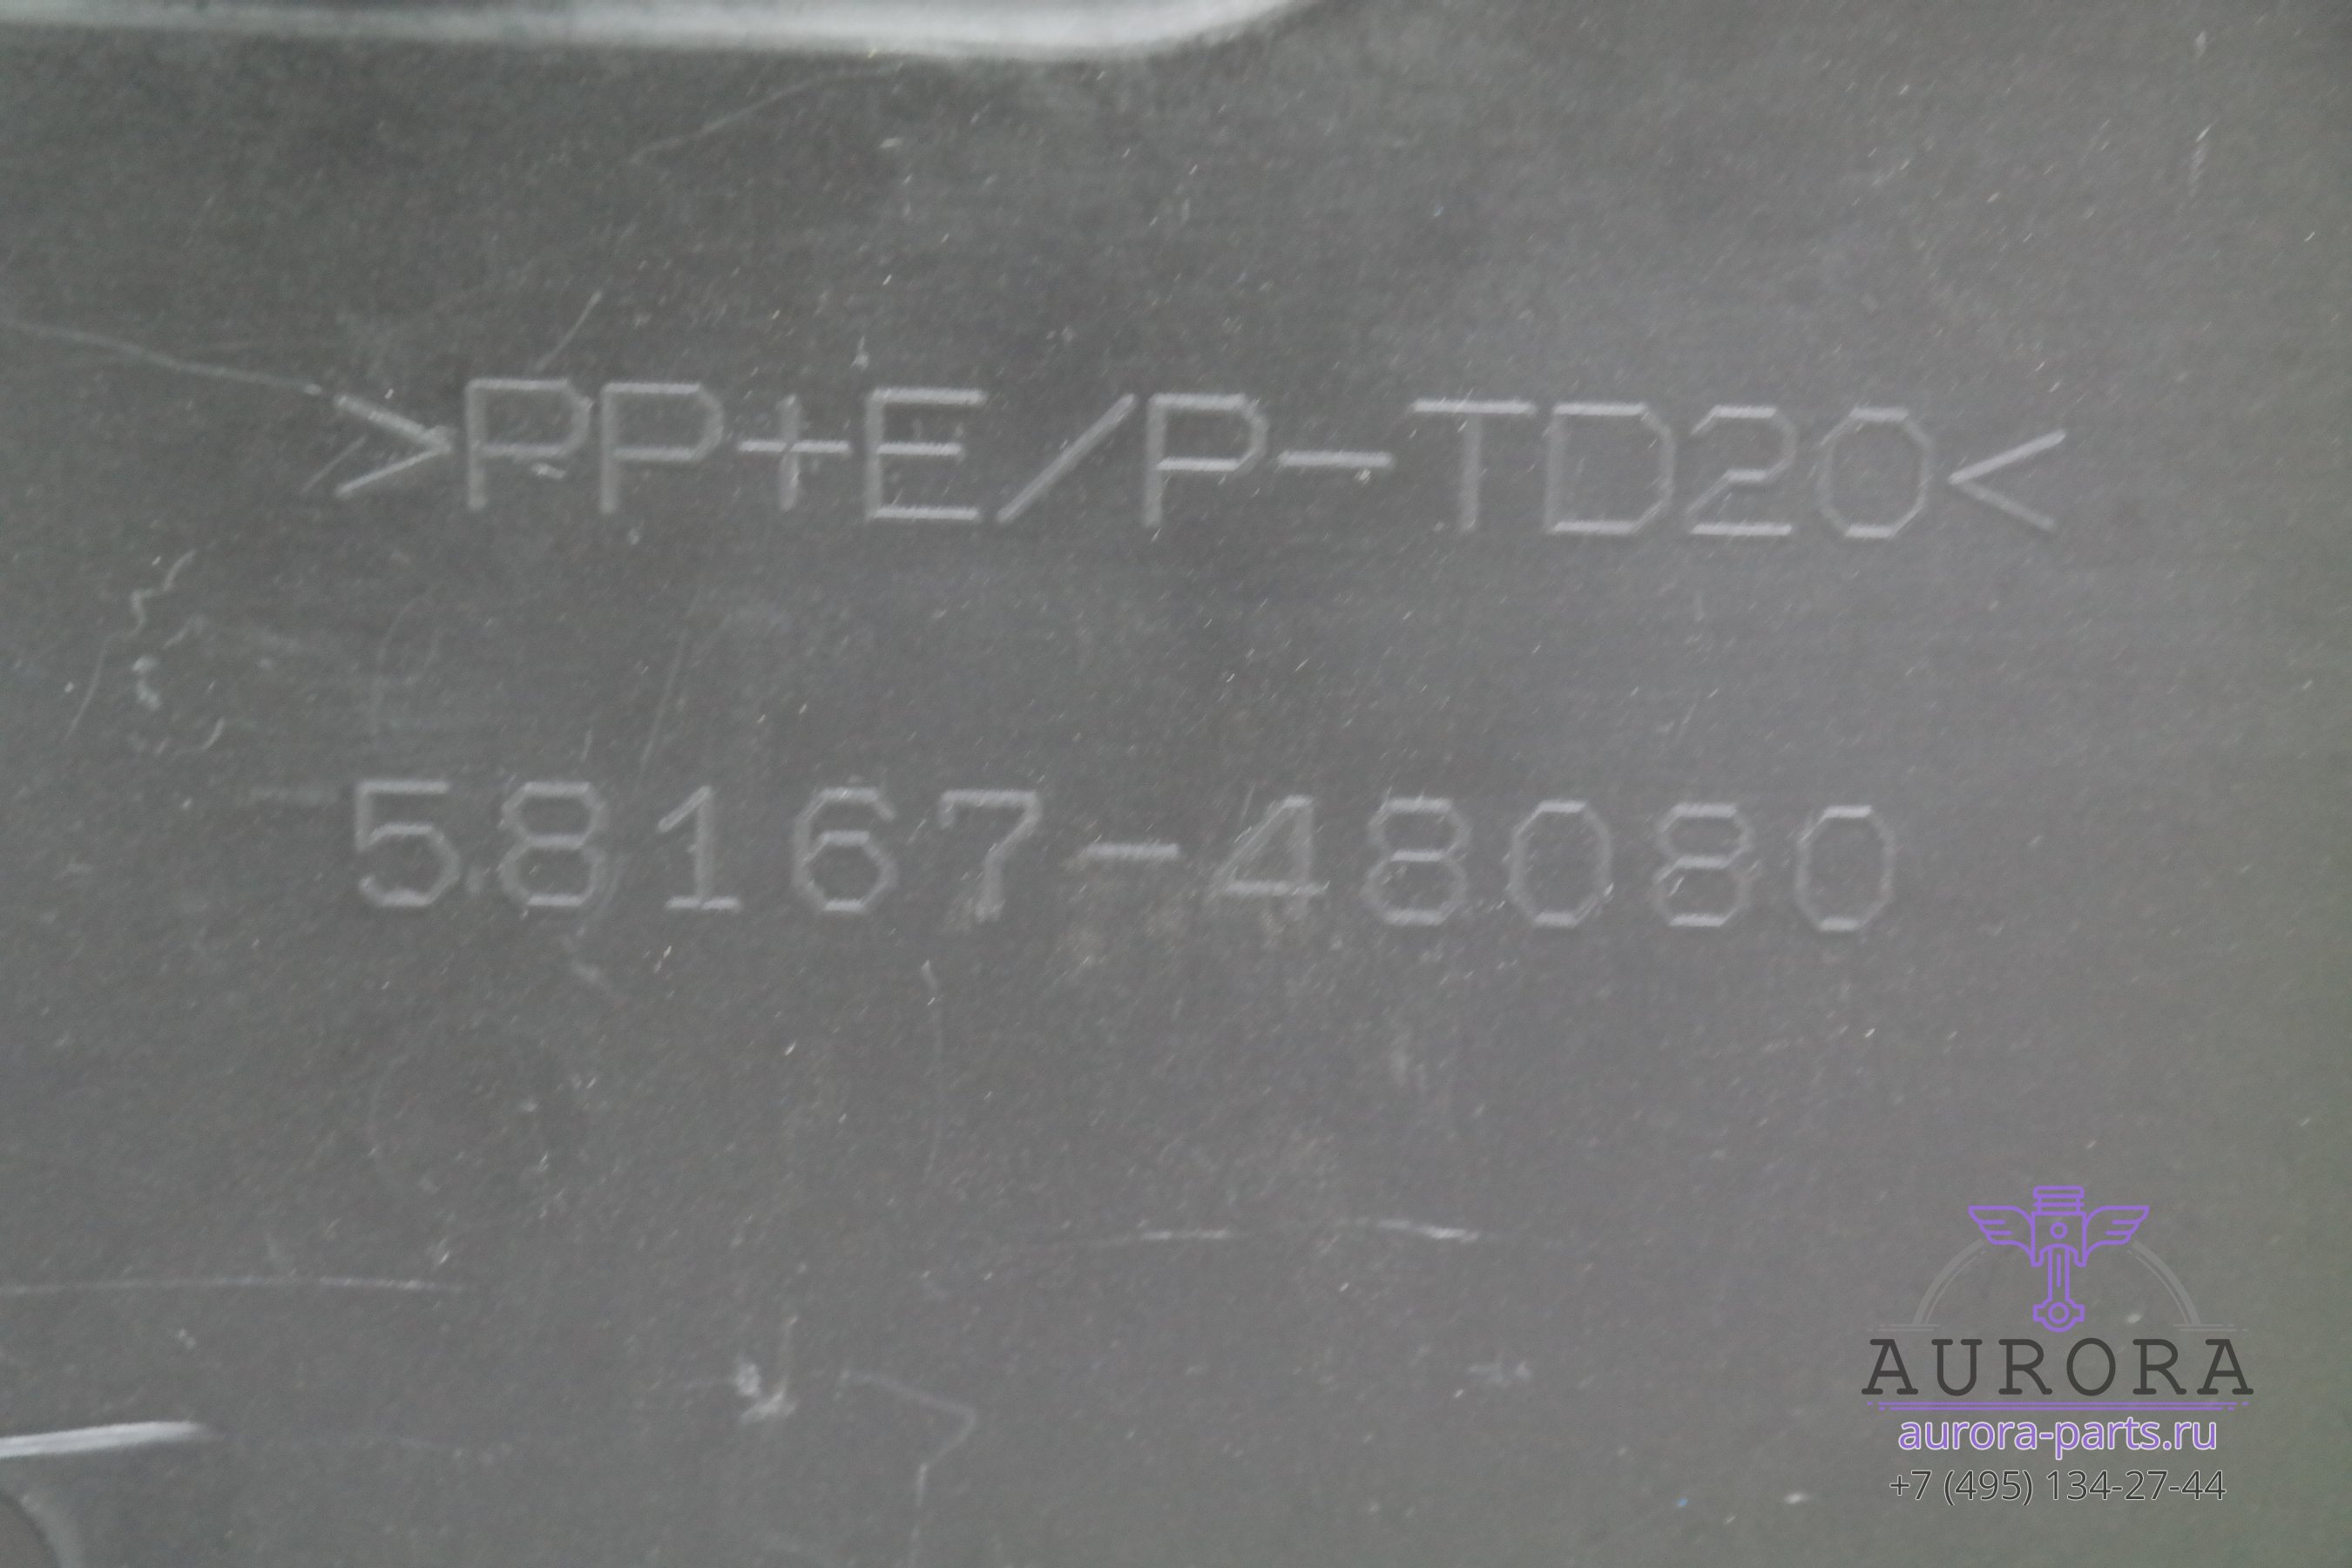 >PP+E/P-TD20<
58167-48080
AURORA
aurora-parts.ru
+7 (495) 134-27-44